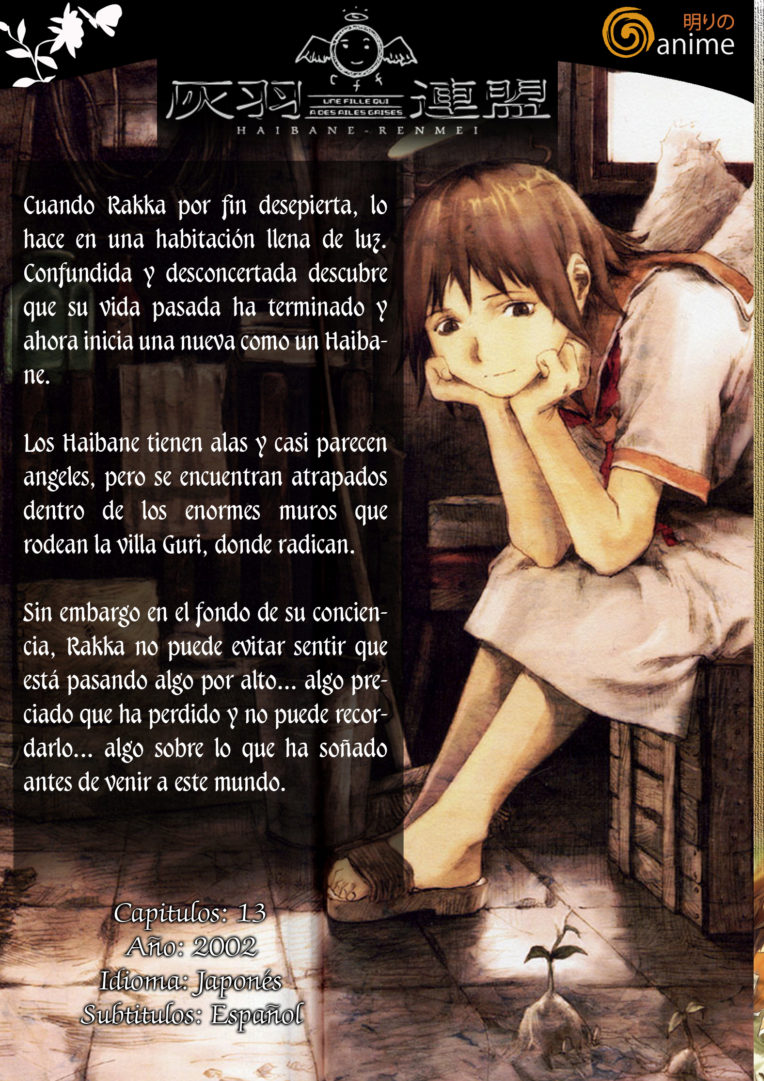 明りの
anime
灰羽連盟
UNE FILLE QUI
A DES AILES GRISES
HAIBANE-RENMEI
Cuando Rakka por fin desepierta, lo
hace en una habitación llena de luz.
Confundida y desconcertada descubre
que su vida pasada ha terminado y
ahora inicia una nueva como un Haiba-
ne.
Los Haibane tienen alas y casi parecen
angeles, pero se encuentran atrapados
dentro de los enormes muros que
rodean la villa Guri, donde radican.
Sin embargo en el fondo de su concien-
cia, Rakka no puede evitar sentir que
está pasando algo por alto... algo pre-
ciado que ha perdido y no puede recor-
darlo... algo sobre lo que ha soñado
antes de venir a este mundo.
Capitulos: 13
Año: 2002
Idioma: Japonés
Subtitulos: Español